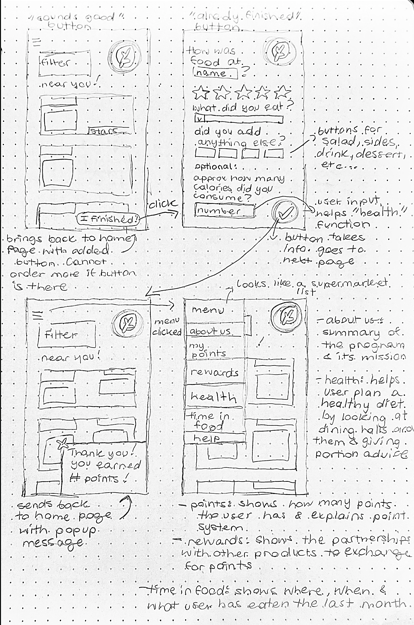 "sounds good"
button
"already finished"
button
Filter
near you!
stars
I finished!
click
brings back to home
page with added
button. Cannot
order more if button
is there
How was
food at
name ?
what did you eat?
did you add
anything else?
optional:
approx how many
calories did you
consume?
number
buttons for
salad, sides,
drink, dessert,
etc...
user input,
helps "health"
function
button takes
info & goes to
next page
Filter
near you!
Thank you!
you earned
# points!
sends back
to home page
with popup
message
menu
clicked
Looks like a supermarket
list
menu
about us
my
points
rewards
health
time in
food
help
- about us:
summary of
the program
& its mission
- health: helps
user plan a
healthy diet
by looking at
dining halls around
them & giving
portion advice
- points: shows how many points
the user has & explains point
system.
- rewards: shows the partnerships
with other products to exchange
for points
- time in food: shows where, when, &
what user has eaten the last month.